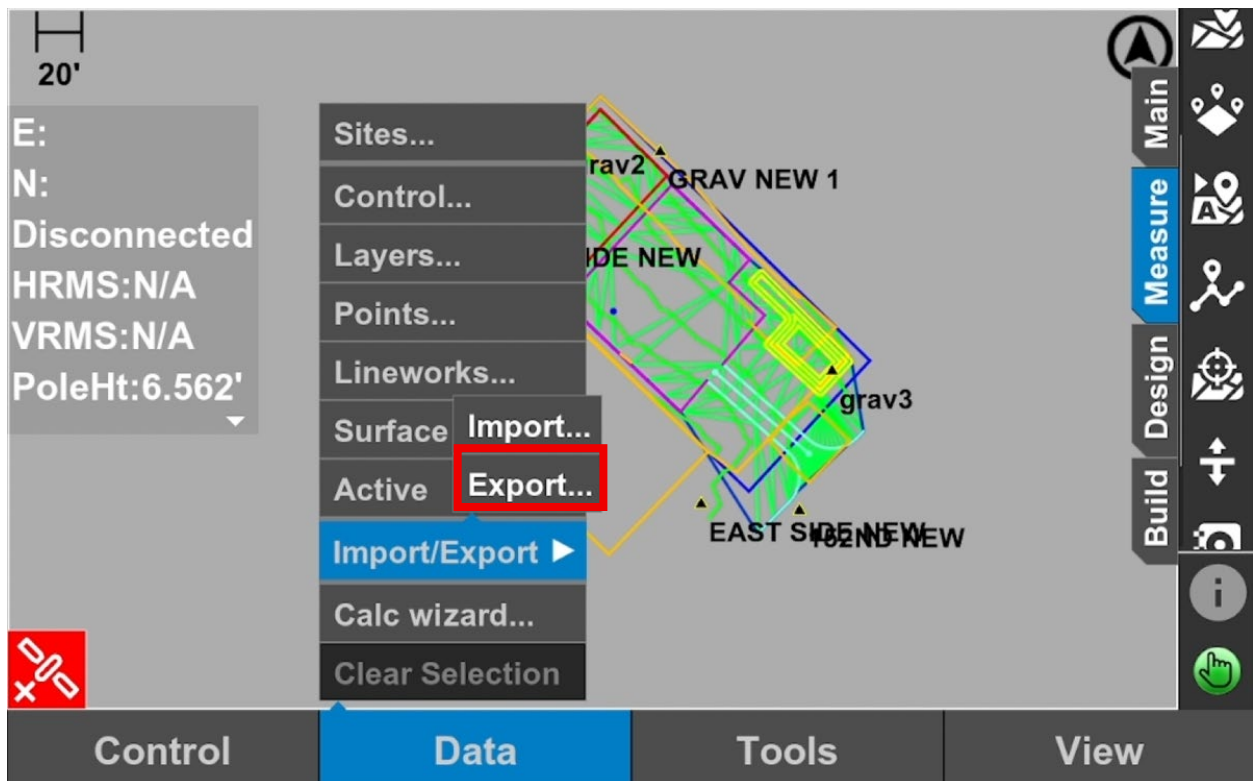 20'
E:
N:
Disconnected
HRMS:N/A
VRMS:N/A
PoleHt:6.562'
Sites...
Control...
Layers...
Points...
Lineworks...
Surface
Active
Import/Export
Calc wizard...
Clear Selection
Import...
Export...
rav2
GRAV NEW 1
IDE NEW
grav3
EAST SIDE NEW
152ND NEW
Main
Measure
Design
Build
A
i
Control
Data
Tools
View